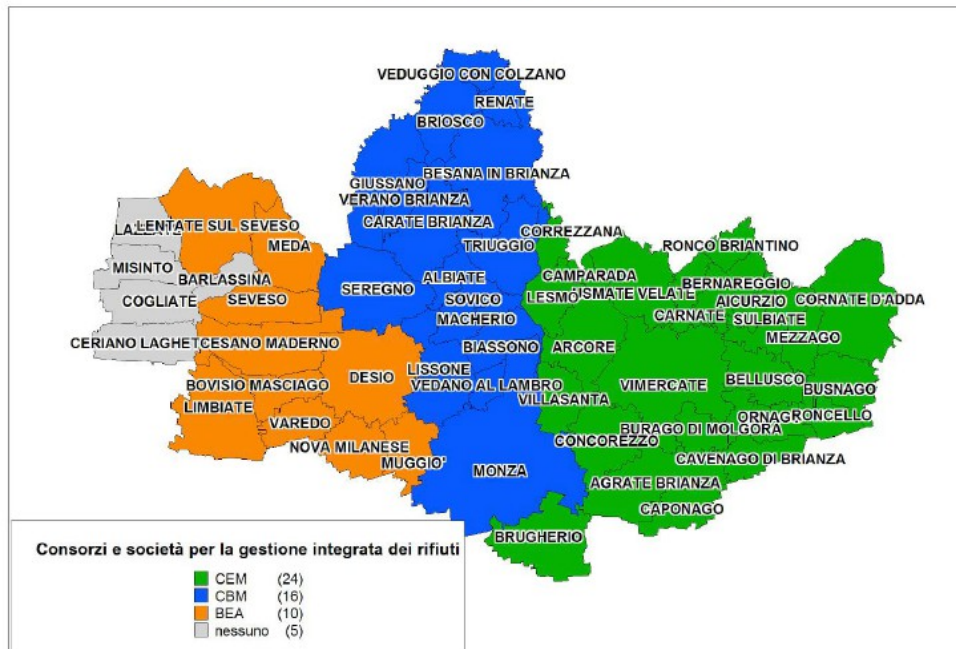 VEDUGGIO CON COLZANO
RENATE
BRIOSCO
BESANA IN BRIANZA
GIUSSANO
VERANO BRIANZA
CARATE BRIANZA
CORREZZANA
TRIUGGIO
RONCO BRIANTINO
LENTATE SUL SEVESO
MEDA
MISINTO
BARLASSINA
ALBIATE
CAMPARADA
BERNAREGGIO
SEREGNO
COGLIATE
SEVESO
SOVICO
LESMO
USMATE VELATE
AICURZIO
CORNATE D'ADDA
MACHERIO
CARNATE
SULBIATE
MEZZAGO
CERIANO LAGHET
CESANO MADERNO
BIASSONO
ARCORE
LISSONE
DESIO
BOVISIO MASCIAGO
VEDANO AL LAMBRO
VIMERCATE
BELLUSCO
BUSNAGO
LIMBIATE
VILLASANTA
VAREDO
ORNAG
RONCELLO
BURAGO DI MOLGORA
NOVA MILANESE
CONCOREZZO
MUGGIO'
MONZA
CAVENAGO DI BRIANZA
AGRATE BRIANZA
CAPONAGO
BRUGHERIO
Consorzi e società per la gestione integrata dei rifiuti
CEM (24)
CBM (16)
BEA (10)
nessuno (5)